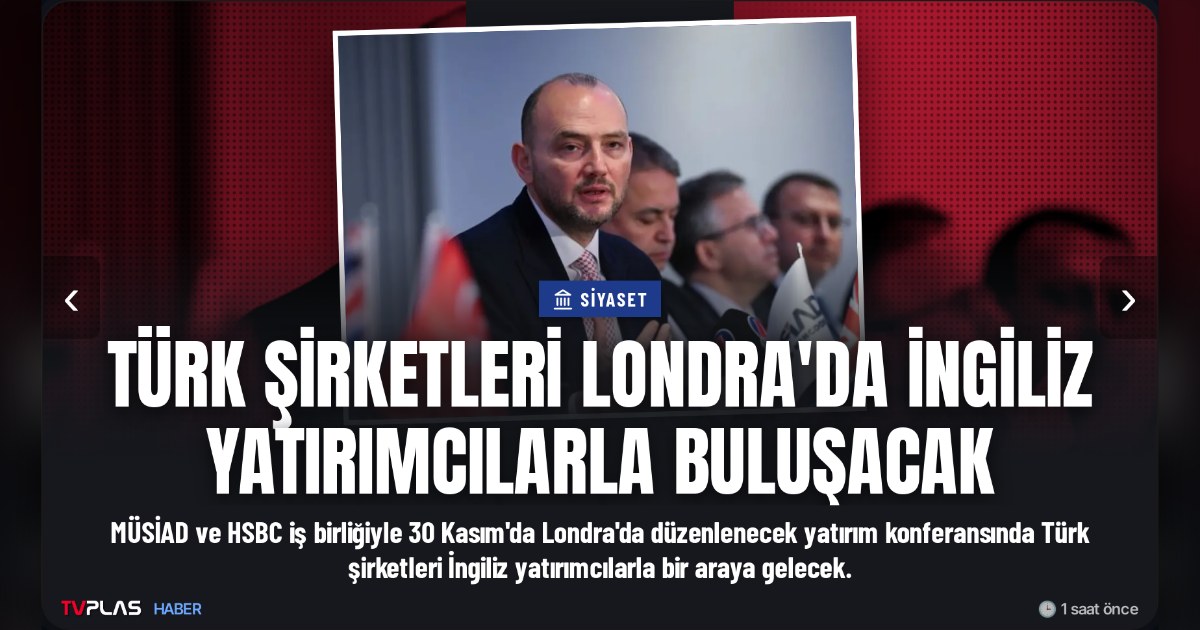 SİYASET
TÜRK ŞİRKETLERİ LONDRA'DA İNGİLİZ
YATIRIMCILARLA BULUŞACAK
MÜSİAD ve HSBC iş birliğiyle 30 Kasım'da Londra'da düzenlenecek yatırım konferansında Türk
şirketleri İngiliz yatırımcılarla bir araya gelecek.
TVPLAS HABER
1 saat önce